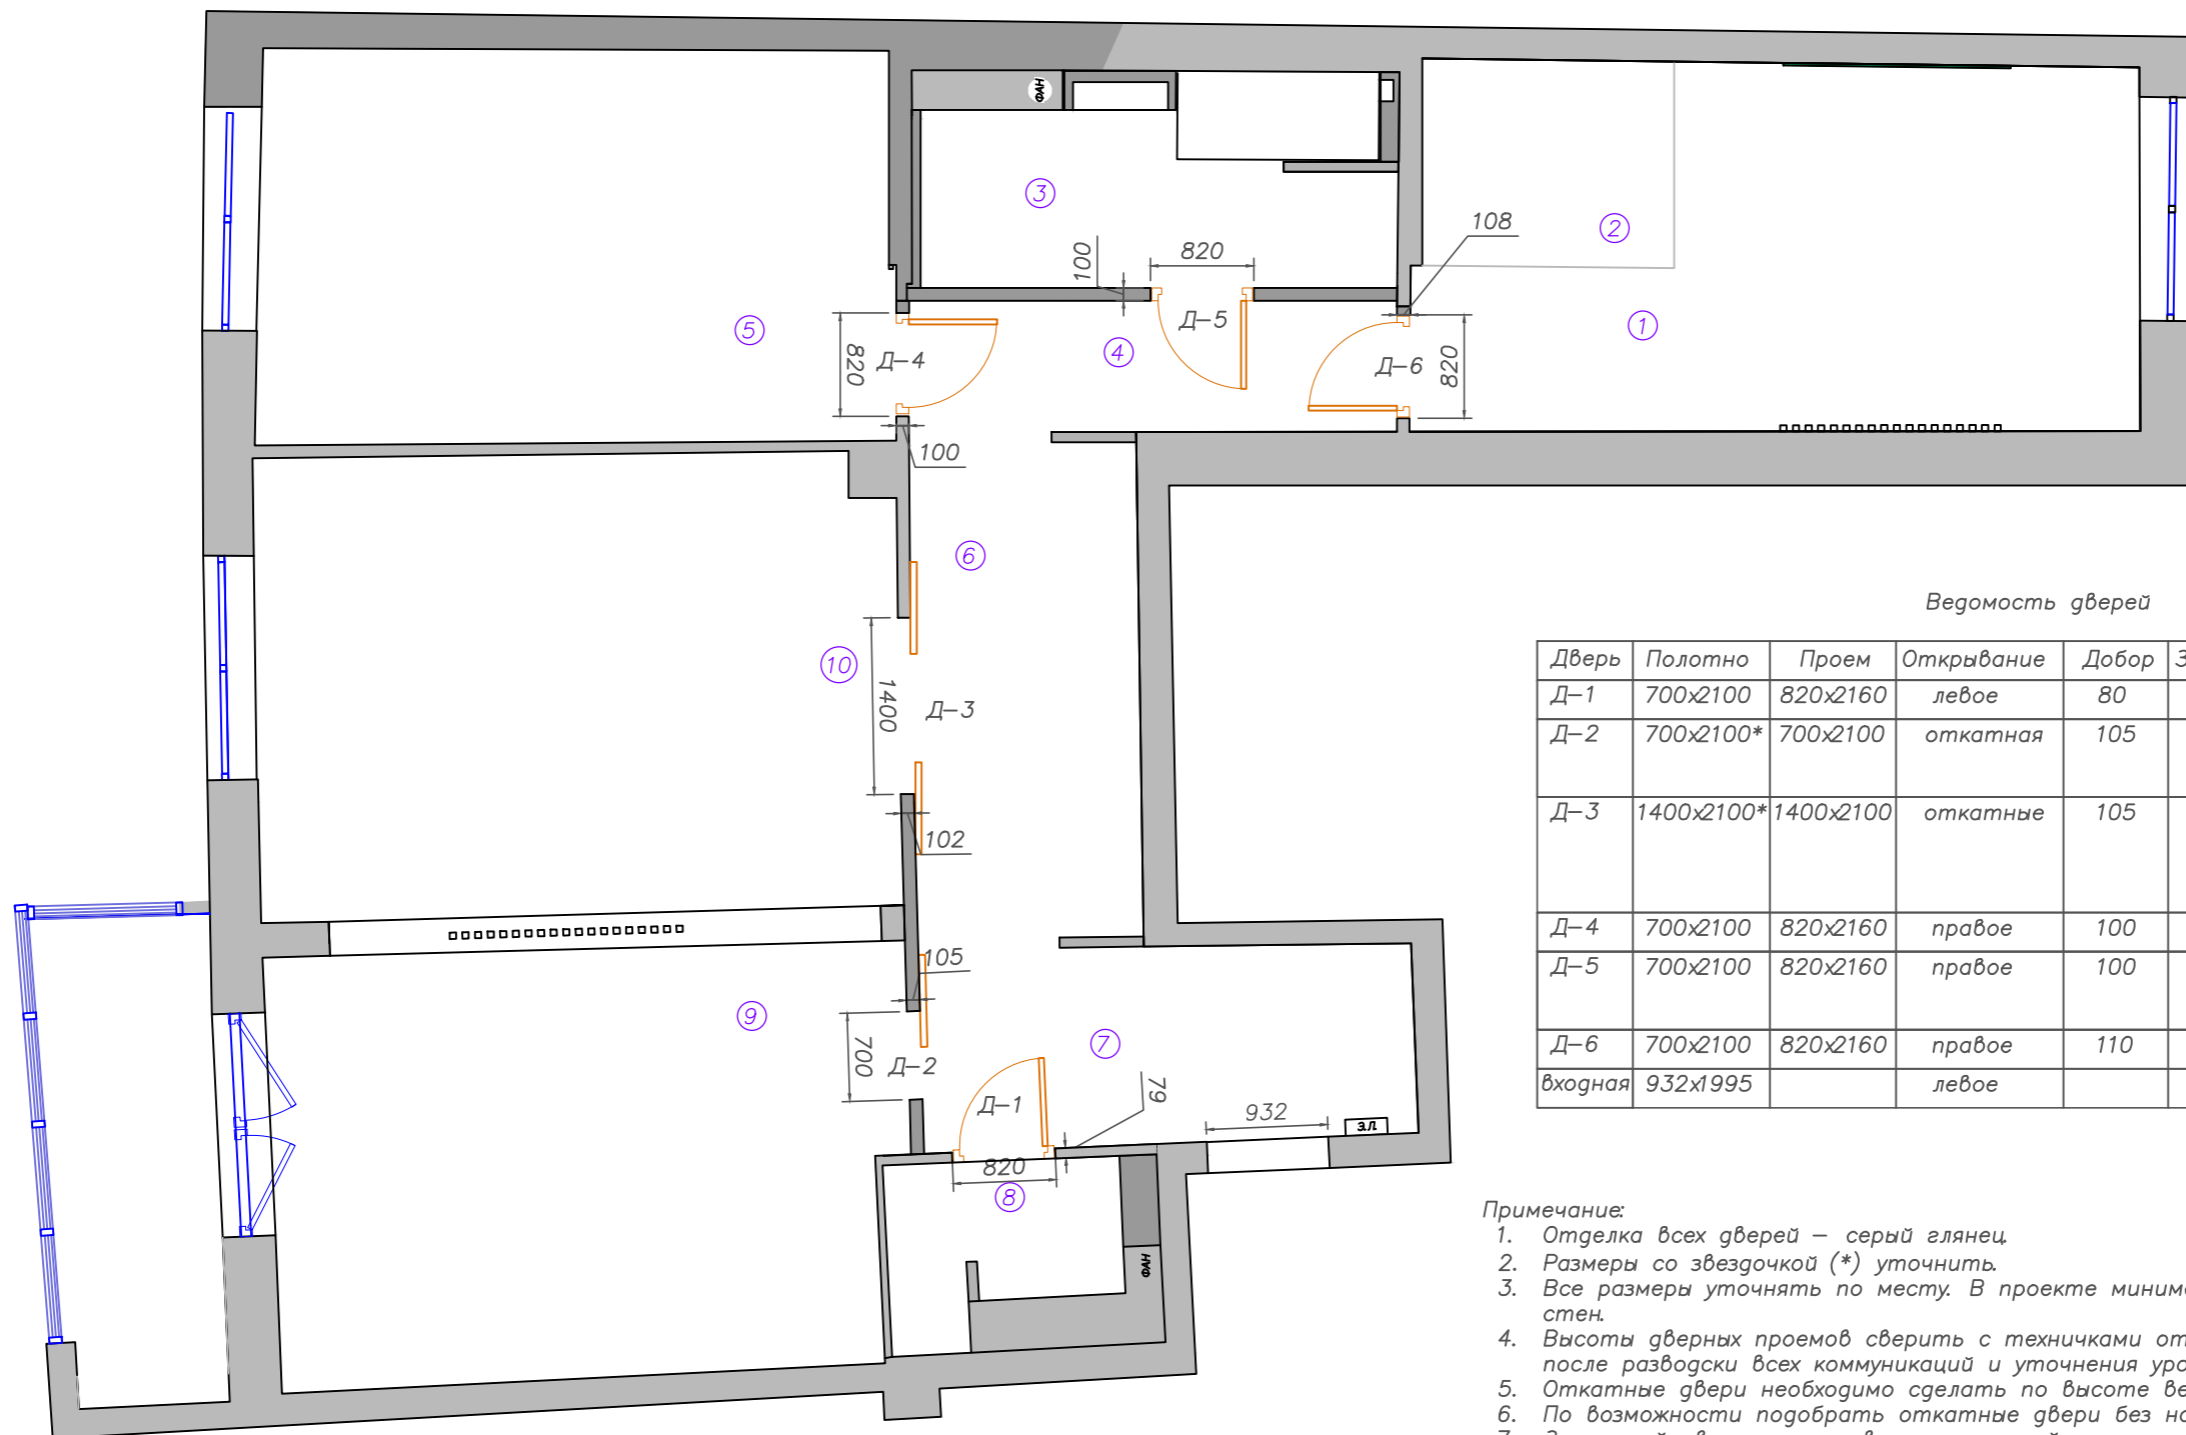 ФАН
3
2
108
100
820
Д-5
5
4
1
820
Д-4
Д-6
820
100
6
10
1400
Д-3
102
105
9
7
700
Д-2
Д-1
79
932
ЭЛ
820
8
ФАН
Ведомость дверей
Дверь Полотно Проем Открывание Добор
Д-1 700х2100 820х2160 левое 80
Д-2 700х2100* 700х2100 откатная 105
Д-3 1400х2100* 1400х2100 откатные 105
Д-4 700х2100 820х2160 правое 100
Д-5 700х2100 820х2160 правое 100
Д-6 700х2100 820х2160 правое 110
входная 932х1995 левое
Примечание:
1. Отделка всех дверей – серый глянец.
2. Размеры со звездочкой (*) уточнить.
3. Все размеры уточнять по месту. В проекте
стен.
4. Высоты дверных проемов сверить с техничками
после разводски всех коммуникаций и уточнения
5. Откатные двери необходимо сделать по высоте
6. По возможности подобрать откатные двери без